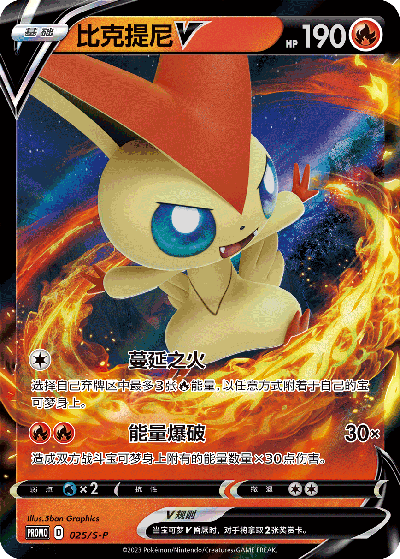 基础
比克提尼V
HP 190
蔓延之火
选择自己弃牌区中最多3张能量,以任意方式附着于自己的宝
可梦身上。
能量爆破 30×
造成双方战斗宝可梦身上附有的能量数量×30点伤害。
弱点 ×2 抗性 撤退
Illus. 5ban Graphics
PROMO D 025/S-P
V规则
当宝可梦V昏厥时,对手将拿取2张奖赏卡。
©2023 Pokémon/Nintendo/Creatures/GAME FREAK.